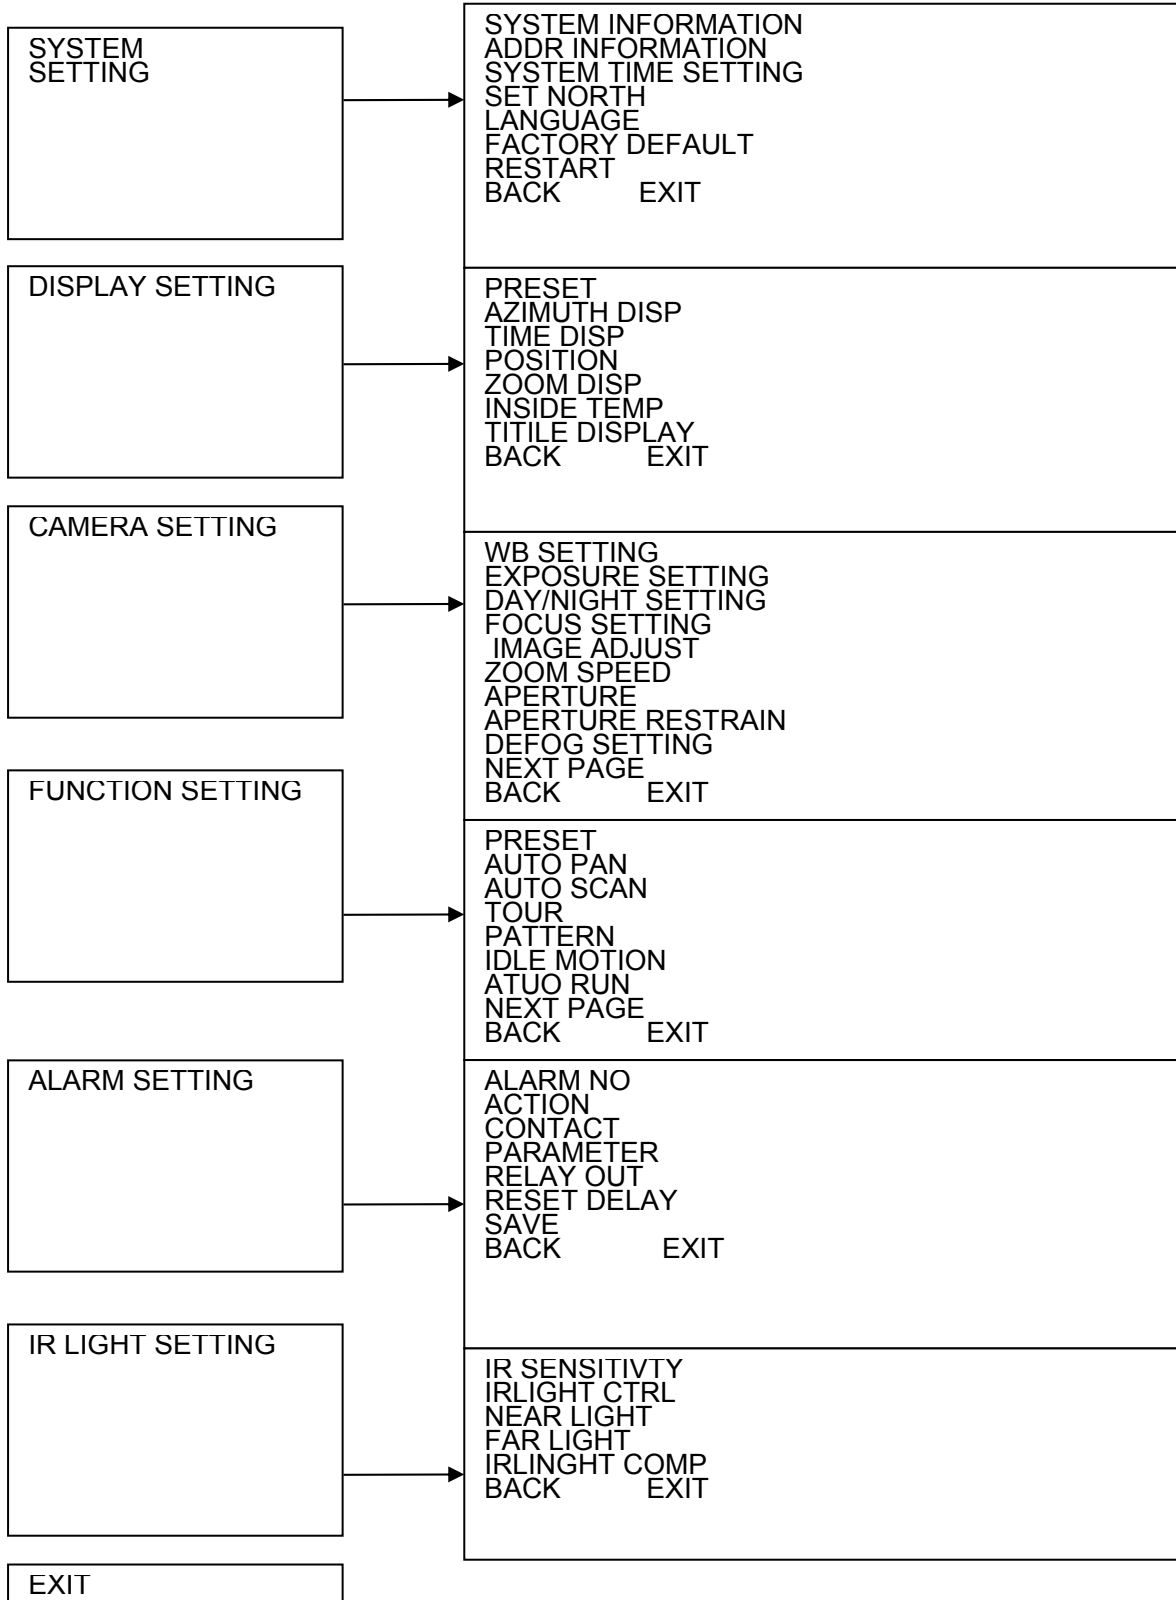 SYSTEM
SETTING
SYSTEM INFORMATION
ADDR INFORMATION
SYSTEM TIME SETTING
SET NORTH
LANGUAGE
FACTORY DEFAULT
RESTART
BACK EXIT
DISPLAY SETTING
PRESET
AZIMUTH DISP
TIME DISP
POSITION
ZOOM DISP
INSIDE TEMP
TITILE DISPLAY
BACK EXIT
CAMERA SETTING
WB SETTING
EXPOSURE SETTING
DAY/NIGHT SETTING
FOCUS SETTING
IMAGE ADJUST
ZOOM SPEED
APERTURE
APERTURE RESTRAIN
DEFOG SETTING
NEXT PAGE
BACK EXIT
FUNCTION SETTING
PRESET
AUTO PAN
AUTO SCAN
TOUR
PATTERN
IDLE MOTION
ATUO RUN
NEXT PAGE
BACK EXIT
ALARM SETTING
ALARM NO
ACTION
CONTACT
PARAMETER
RELAY OUT
RESET DELAY
SAVE
BACK EXIT
IR LIGHT SETTING
IR SENSITIVTY
IRLIGHT CTRL
NEAR LIGHT
FAR LIGHT
IRLINGHT COMP
BACK EXIT
EXIT